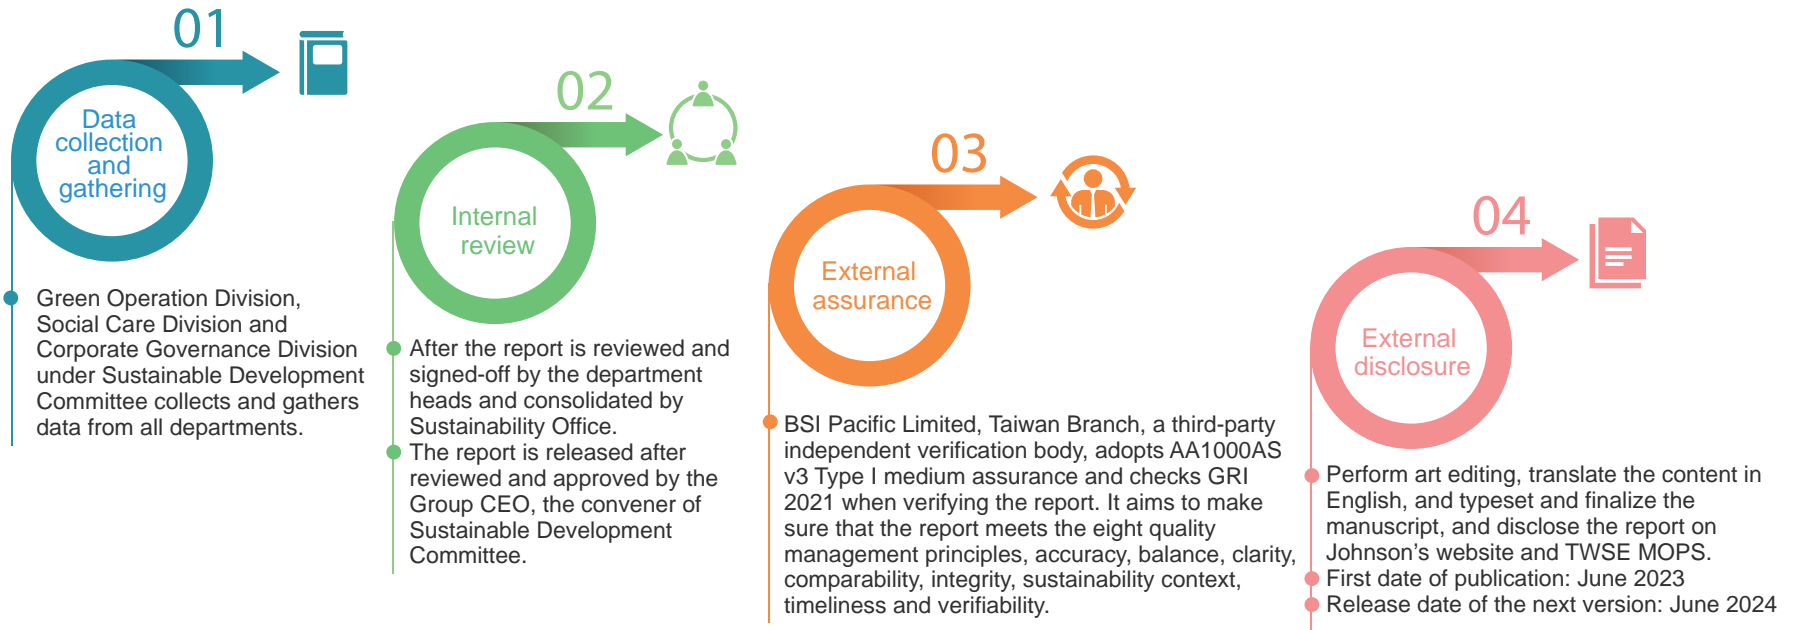 01
Data
collection
and
gathering
Green Operation Division,
Social Care Division and
Corporate Governance Division
under Sustainable Development
Committee collects and gathers
data from all departments.
02
Internal
review
After the report is reviewed and
signed-off by the department
heads and consolidated by
Sustainability Office.
The report is released after
reviewed and approved by the
Group CEO, the convener of
Sustainable Development
Committee.
03
External
assurance
BSI Pacific Limited, Taiwan Branch, a third-party
independent verification body, adopts AA1000AS
v3 Type I medium assurance and checks GRI
2021 when verifying the report. It aims to make
sure that the report meets the eight quality
management principles, accuracy, balance, clarity,
comparability, integrity, sustainability context,
timeliness and verifiability.
04
External
disclosure
Perform art editing, translate the content in
English, and typeset and finalize the
manuscript, and disclose the report on
Johnson’s website and TWSE MOPS.
First date of publication: June 2023
Release date of the next version: June 2024